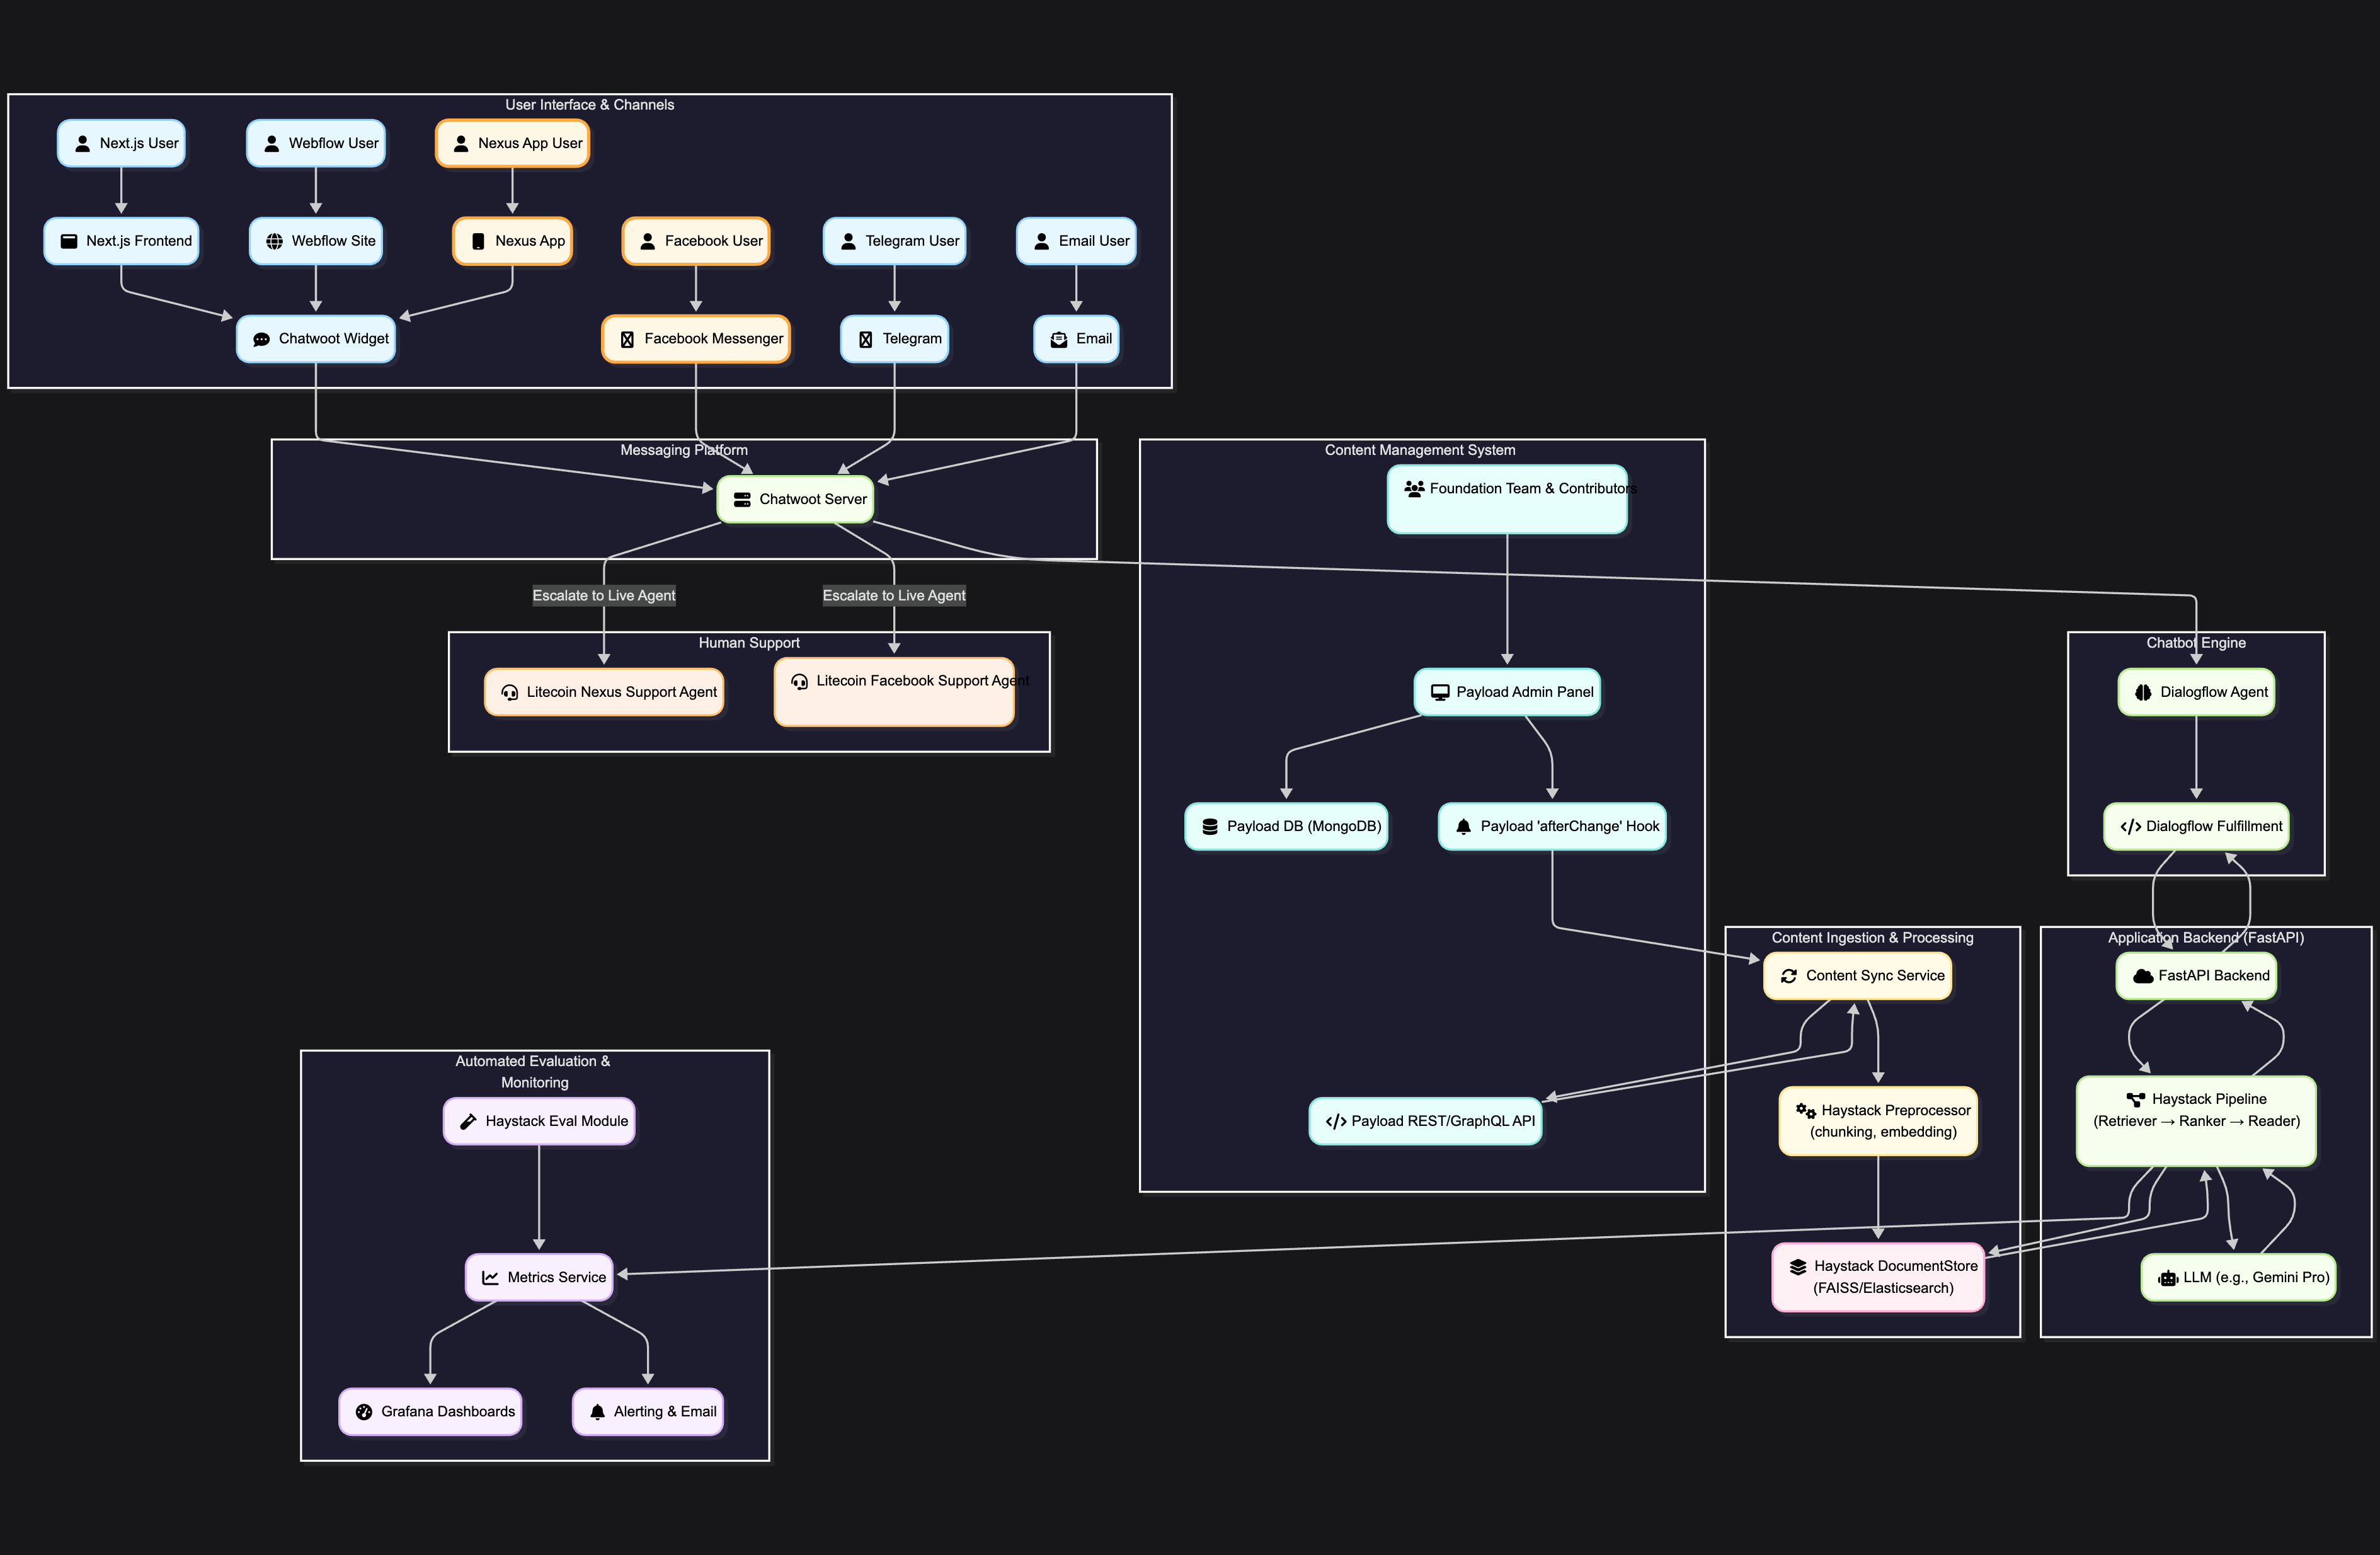 User Interface & Channels
Next.js User
Webflow User
Nexus App User
Next.js Frontend
Webflow Site
Nexus App
Facebook User
Telegram User
Email User
Chatwoot Widget
Facebook Messenger
Telegram
Email
Messaging Platform
Chatwoot Server
Escalate to Live Agent
Escalate to Live Agent
Human Support
Litecoin Nexus Support Agent
Litecoin Facebook Support Agent
Content Management System
Foundation Team & Contributors
Payload Admin Panel
Payload DB (MongoDB)
Payload 'afterChange' Hook
Payload REST/GraphQL API
Chatbot Engine
Dialogflow Agent
Dialogflow Fulfillment
Content Ingestion & Processing
Content Sync Service
Haystack Preprocessor
(chunking, embedding)
Haystack DocumentStore
(FAISS/Elasticsearch)
Application Backend (FastAPI)
FastAPI Backend
Haystack Pipeline
(Retriever → Ranker → Reader)
LLM (e.g., Gemini Pro)
Automated Evaluation &
Monitoring
Haystack Eval Module
Metrics Service
Grafana Dashboards
Alerting & Email